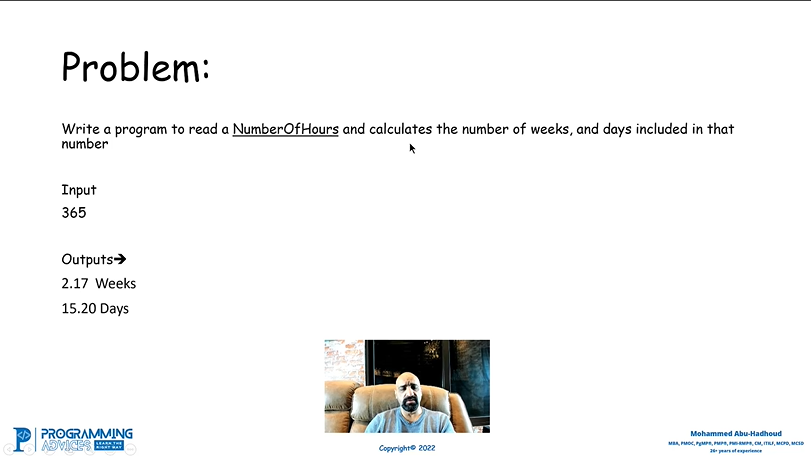 Problem:
Write a program to read a NumberOfHours and calculates the number of weeks, and days included in that
number
Input
365
Outputs➔
2.17 Weeks
15.20 Days
PROGRAMMING
ADVICES LEARN THE
RIGHT WAY
Copyright© 2022
Mohammed Abu-Hadhoud
MBA, PMOC, PgMP®, PMP®, PMI-RMP®, CM, ITILF, MCPD, MCSD
20+ years of experience